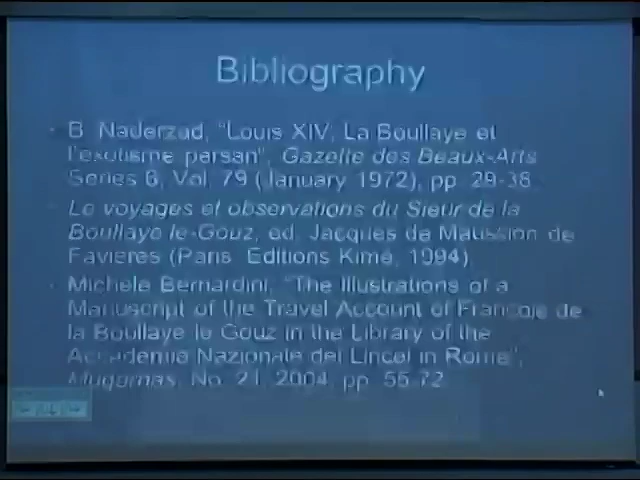 Bibliography
B. Naderzad, "Louis XIV, La Boullaye et
l'exotisme persan", Gazette des Beaux-Arts
Series 6, Vol. 79 (January 1972), pp. 29-38.
Le voyages et observations du Sieur de la
Boullaye le-Gouz, ed. Jacques de Maussion de
Favieres (Paris: Editions Kime, 1994)
Michele Bernardini, "The Illustrations of a
Manuscript of the Travel Account of François de
la Boullaye le Gouz in the Library of the
Accademia Nazionale dei Lincei in Rome",
Muqarnas, No. 21, 2004, pp. 55-72